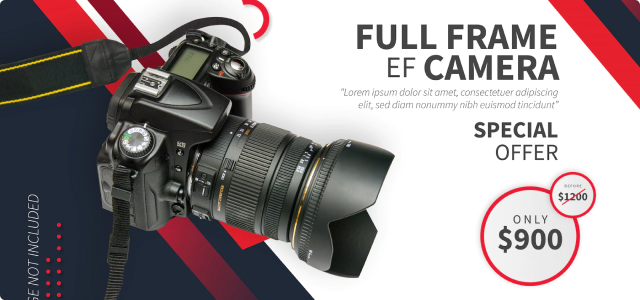 FULL FRAME
EF CAMERA
"Lorem ipsum dolor sit amet, consectetuer adipiscing
elit, sed diam nonummy nibh euismod tincidunt"
SPECIAL
OFFER
BEFORE
$1200
ONLY
$900
NOT INCLUDED